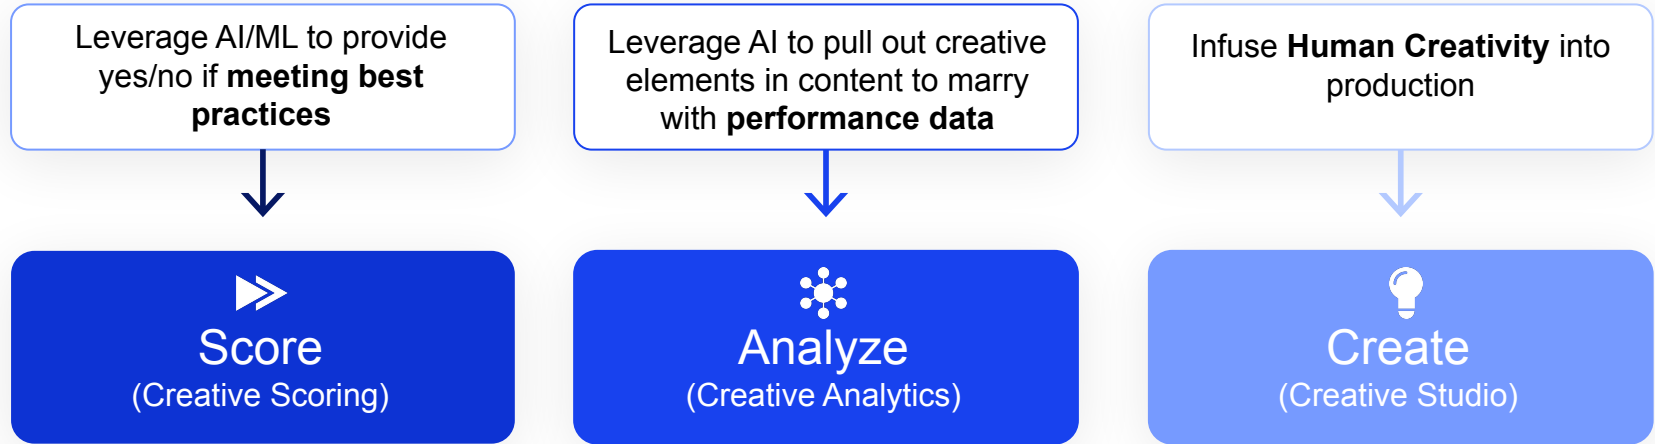 Leverage AI/ML to provide
yes/no if meeting best
practices
Leverage AI to pull out creative
elements in content to marry
with performance data
Infuse Human Creativity into
production
Score
(Creative Scoring)
Analyze
(Creative Analytics)
Create
(Creative Studio)